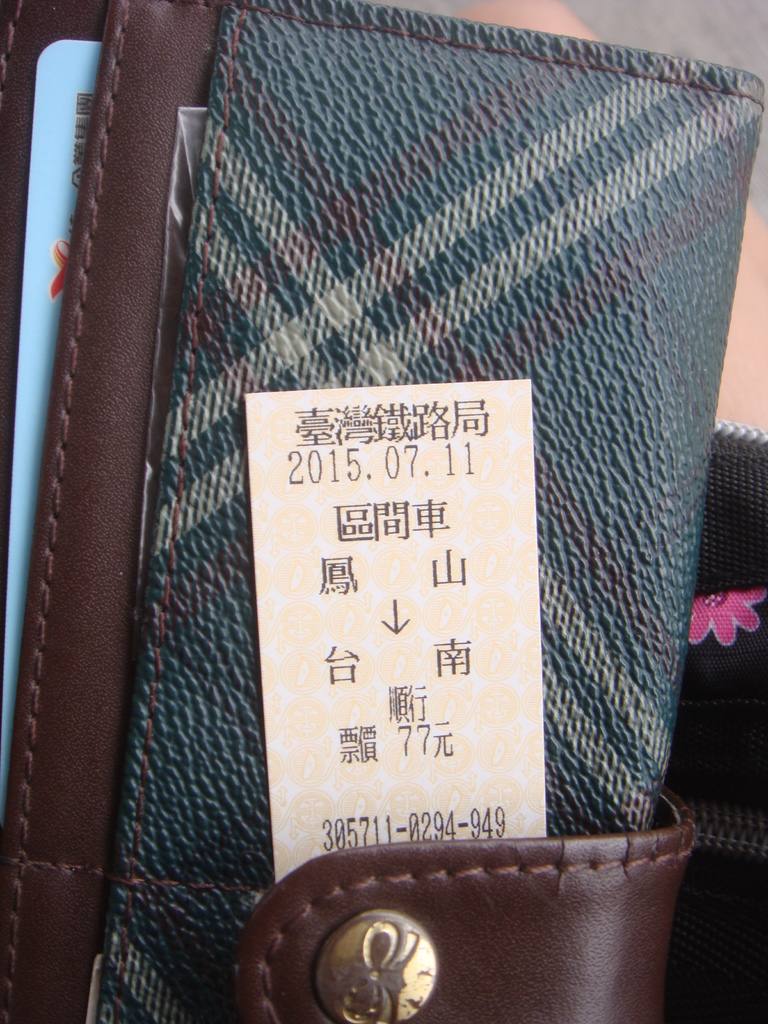 臺灣鐵路局
2015.07.11
區間車
鳳 山
↓
台 南
順行
票價 77元
305711-0294-949